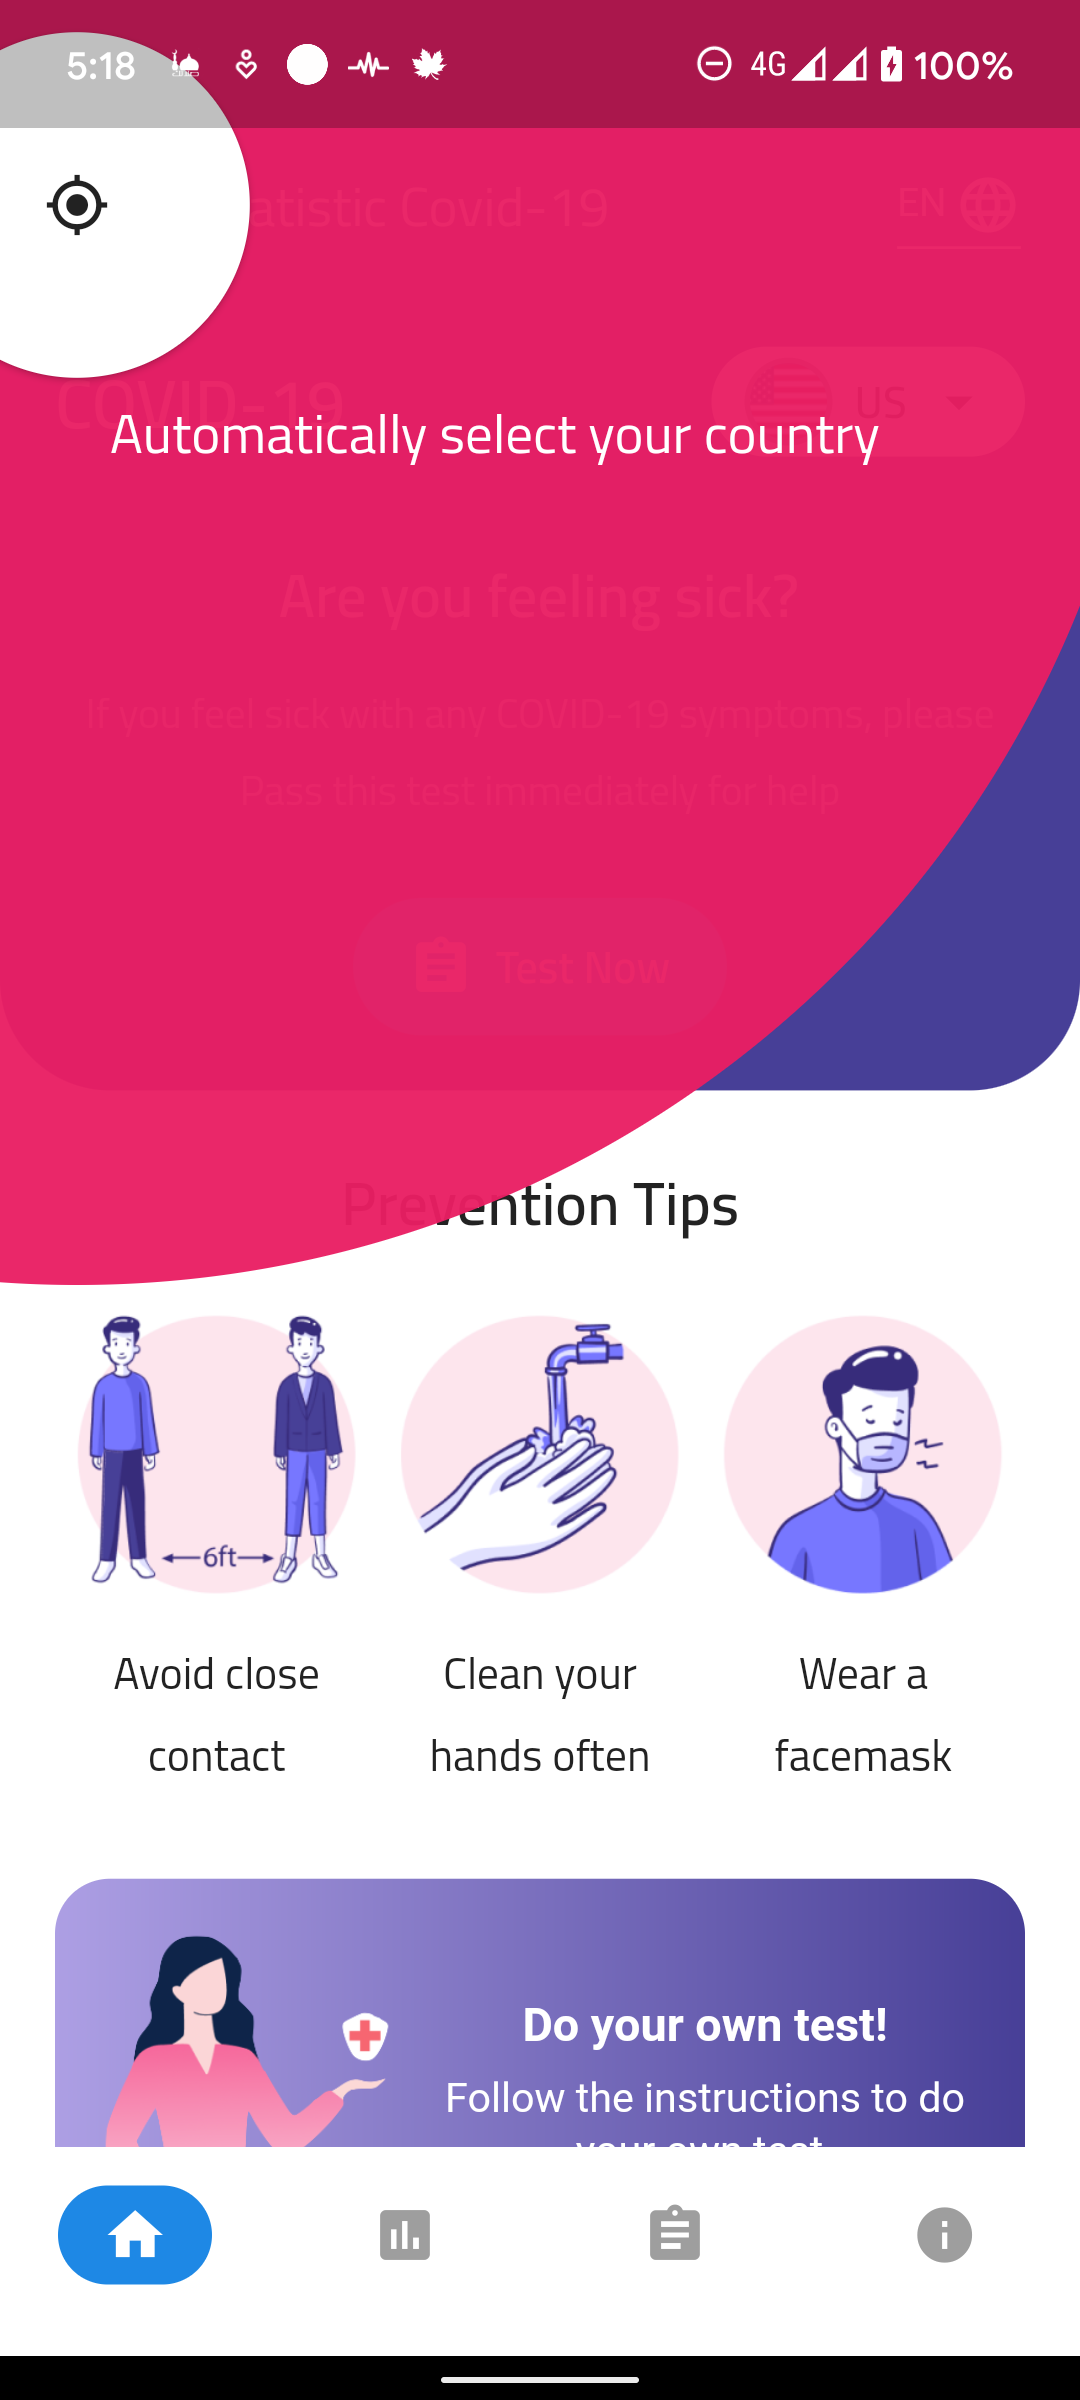 5:18 4G 100%
atistic Covid-19 EN
COVID-19 US
Automatically select your country
Are you feeling sick?
If you feel sick with any COVID-19 symptoms, please
Pass this test immediately for help
Test Now
Prevention Tips
6ft
Avoid close
contact
Clean your
hands often
Wear a
facemask
Do your own test!
Follow the instructions to do
your own test